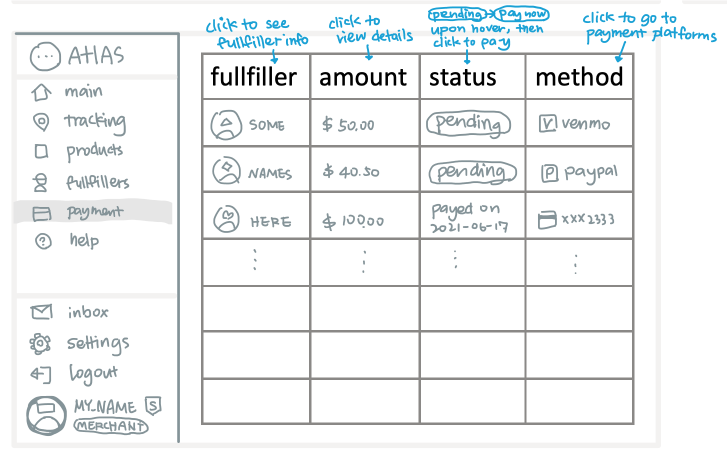 click to see
fullfiller info
click to
view details
pending → pay now
upon hover, then
click to pay
click to go to
payment platforms
ATLAS
main
tracking
products
fullfillers
payment
help
inbox
settings
logout
MY_NAME S
MERCHANT
fullfiller amount status method
SOME $ 50.00 pending V venmo
NAMES $ 40.50 pending P paypal
HERE $ 100.00 payed on
2021-06-17 xxx2333